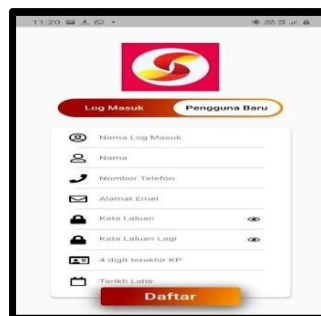 11:20
Log Masuk Pengguna Baru
Nama Log Masuk
Nama
Nombor Telefon
Alamat Emel
Kata Laluan
Kata Laluan Lagi
4 digit terakhir KP
Tarikh Lahir
Daftar